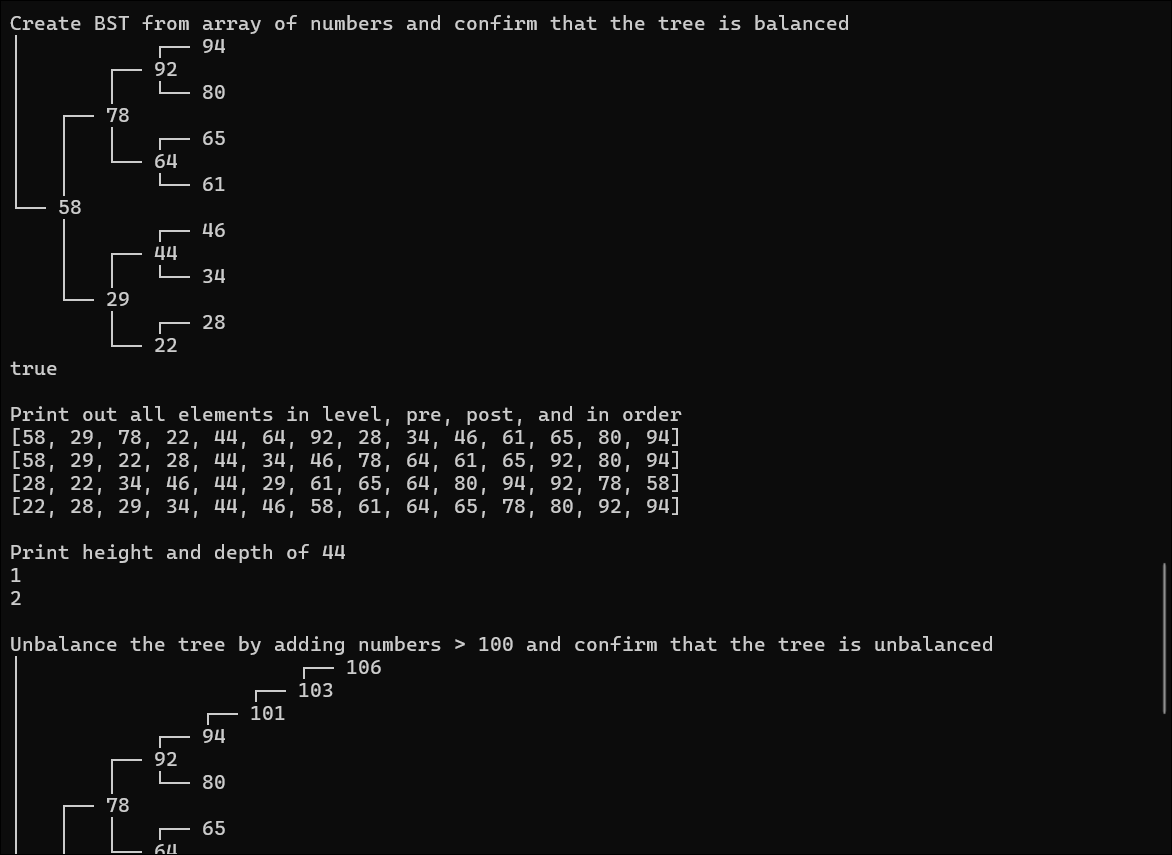 Create BST from array of numbers and confirm that the tree is balanced
│           ┌── 94
│       ┌── 92
│       │   └── 80
│   ┌── 78
│   │   │   ┌── 65
│   │   └── 64
│   │       └── 61
└── 58
    │       ┌── 46
    │   ┌── 44
    │   │   └── 34
    └── 29
        │   ┌── 28
        └── 22
true
Print out all elements in level, pre, post, and in order
[58, 29, 78, 22, 44, 64, 92, 28, 34, 46, 61, 65, 80, 94]
[58, 29, 22, 28, 44, 34, 46, 78, 64, 61, 65, 92, 80, 94]
[28, 22, 34, 46, 44, 29, 61, 65, 64, 80, 94, 92, 78, 58]
[22, 28, 29, 34, 44, 46, 58, 61, 64, 65, 78, 80, 92, 94]
Print height and depth of 44
1
2
Unbalance the tree by adding numbers > 100 and confirm that the tree is unbalanced
│                       ┌── 106
│                   ┌── 103
│               ┌── 101
│           ┌── 94
│       ┌── 92
│       │   └── 80
│   ┌── 78
│   │   │   ┌── 65
│   │   └── 64